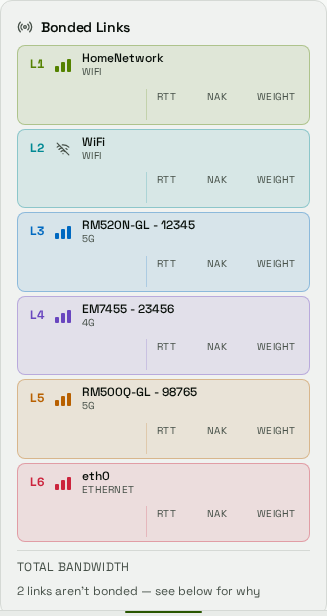 Bonded Links
L1 HomeNetwork
WIFI
RTT NAK WEIGHT
L2 WiFi
WIFI
RTT NAK WEIGHT
L3 RM520N-GL - 12345
5G
RTT NAK WEIGHT
L4 EM7455 - 23456
4G
RTT NAK WEIGHT
L5 RM500Q-GL - 98765
5G
RTT NAK WEIGHT
L6 eth0
ETHERNET
RTT NAK WEIGHT
TOTAL BANDWIDTH
2 links aren't bonded — see below for why